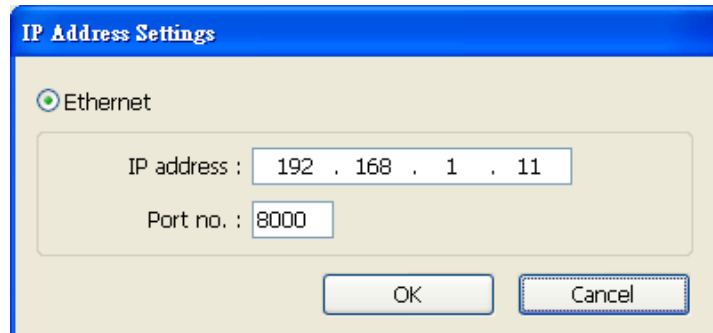 IP Address Settings
Ethernet
IP address : 192 . 168 . 1 . 11
Port no. : 8000
OK Cancel